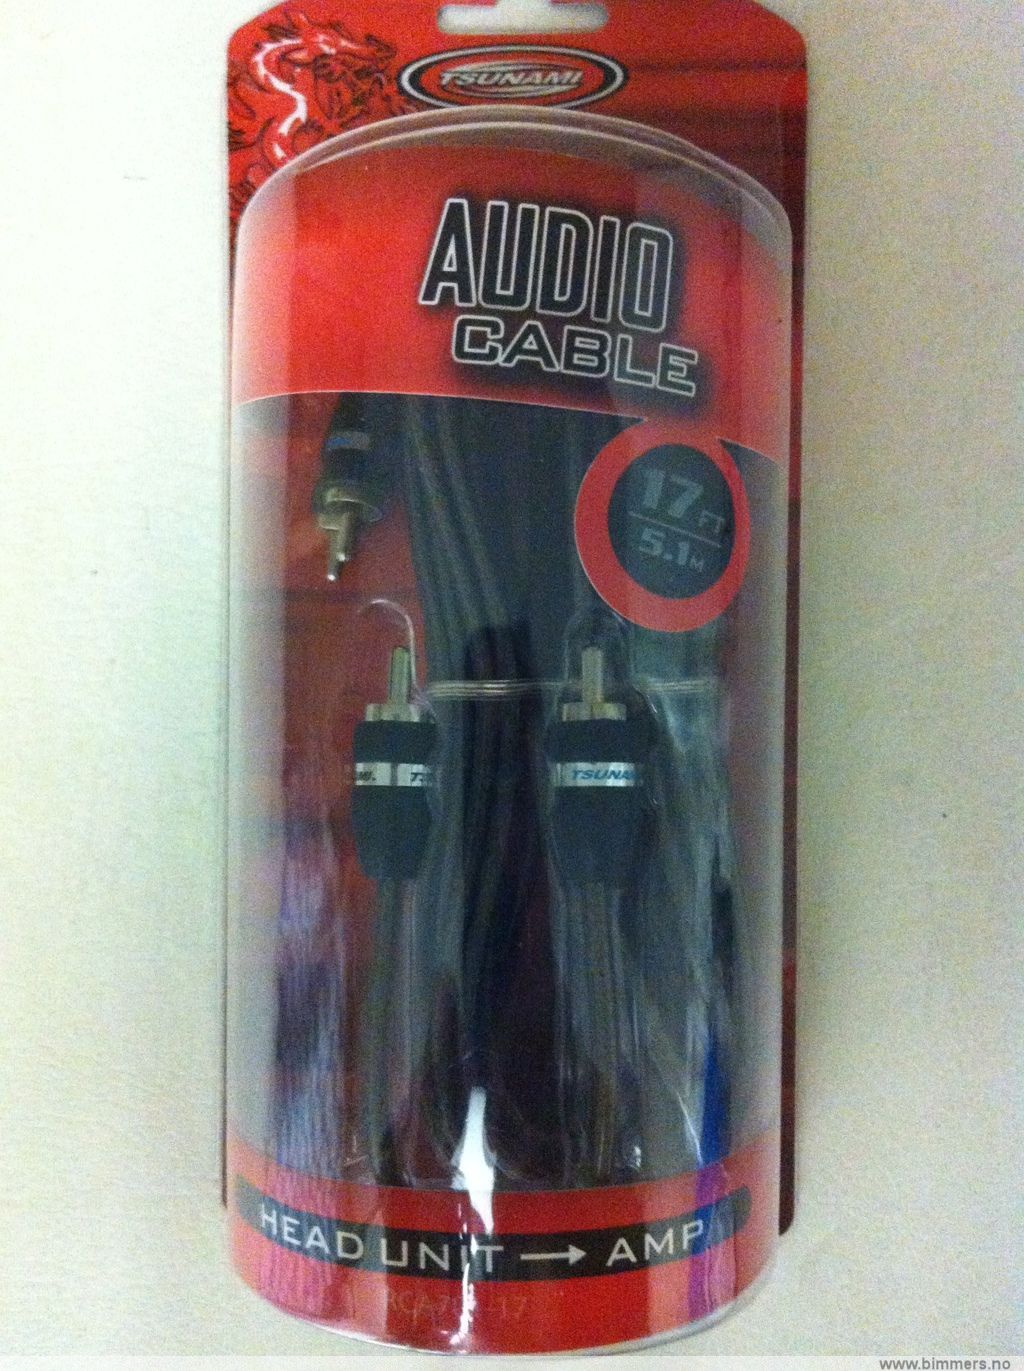 TSUNAMI
AUDIO
CABLE
17 FT
5.1 M
TSUNAMI
HEAD UNIT → AMP
www.bimmers.no